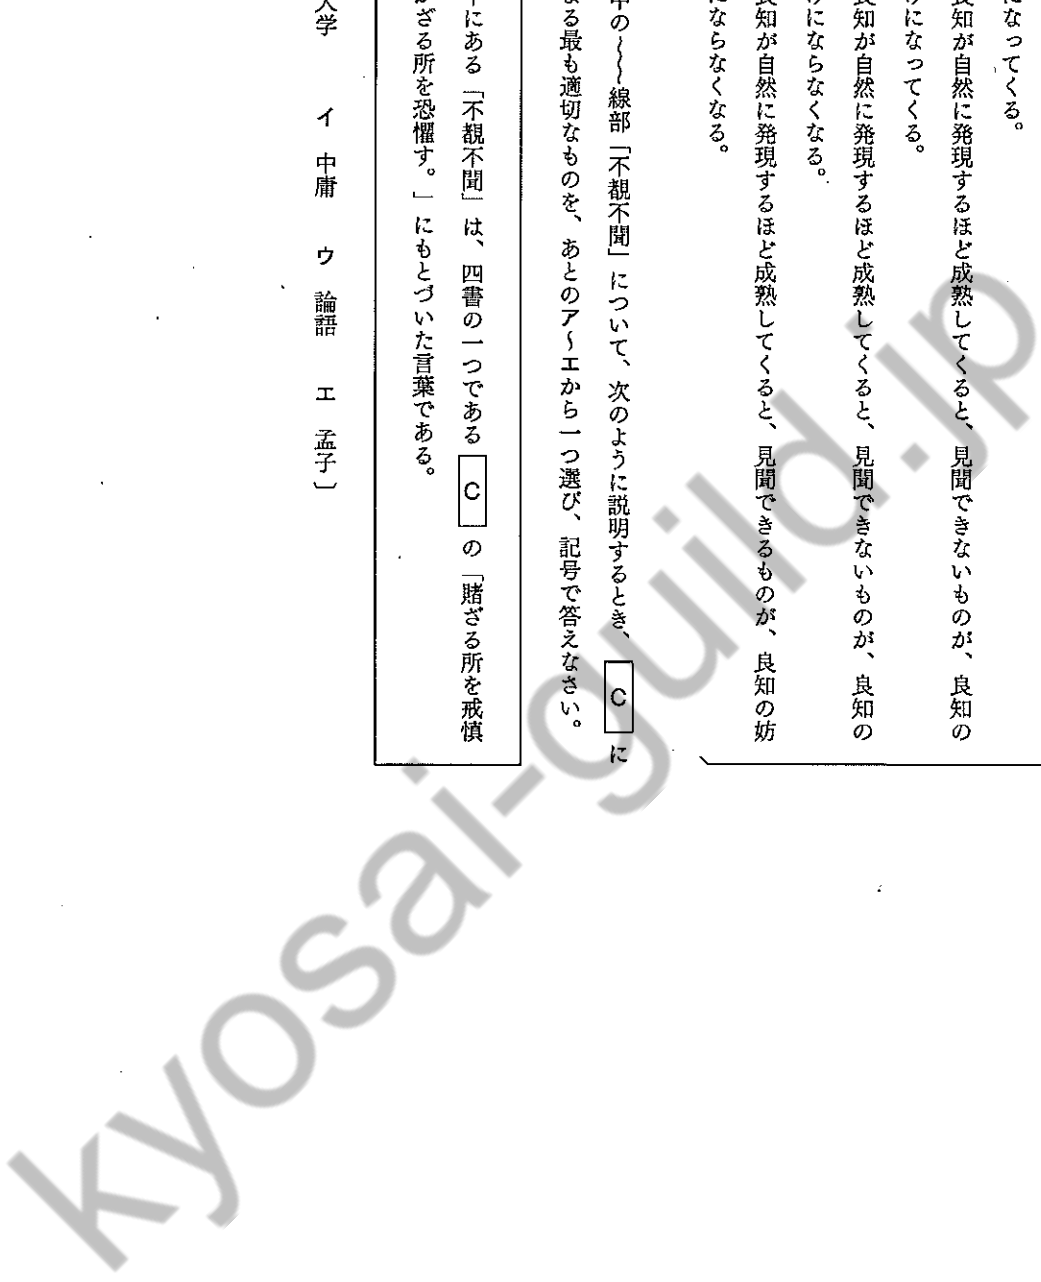 になってくる。
良知が自然に発現するほど成熟してくると、見聞できないものが、良知の
げになってくる。
良知が自然に発現するほど成熟してくると、見聞できないものが、良知の
げにならなくなる。
良知が自然に発現するほど成熟してくると、見聞できるものが、良知の妨
にならなくなる。
中の〜〜線部「不覩不聞」について、次のように説明するとき、 C に
なる最も適切なものを、あとのア〜エから一つ選び、記号で答えなさい。
中にある「不覩不聞」は、四書の一つである C の「賭ざる所を戒慎
かざる所を恐懼す。」にもとづいた言葉である。
大学 イ 中庸 ウ 論語 エ 孟子〕
kyosai-guild.jp